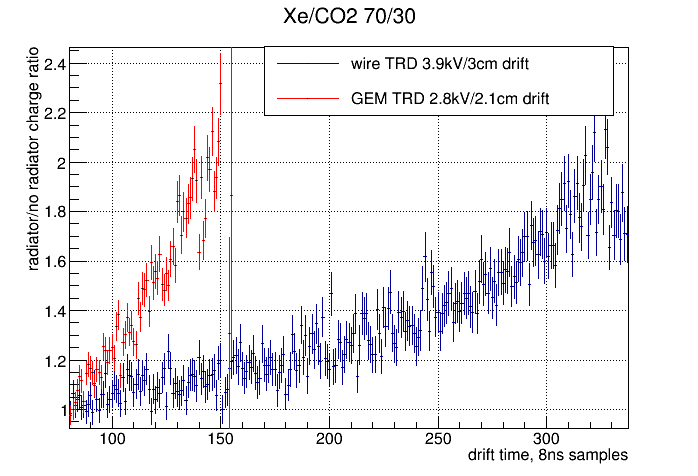 Xe/CO2 70/30
radiator/no radiator charge ratio
wire TRD 3.9kV/3cm drift
GEM TRD 2.8kV/2.1cm drift
2.4
2.2
2
1.8
1.6
1.4
1.2
1
100 150 200 250 300
drift time, 8ns samples